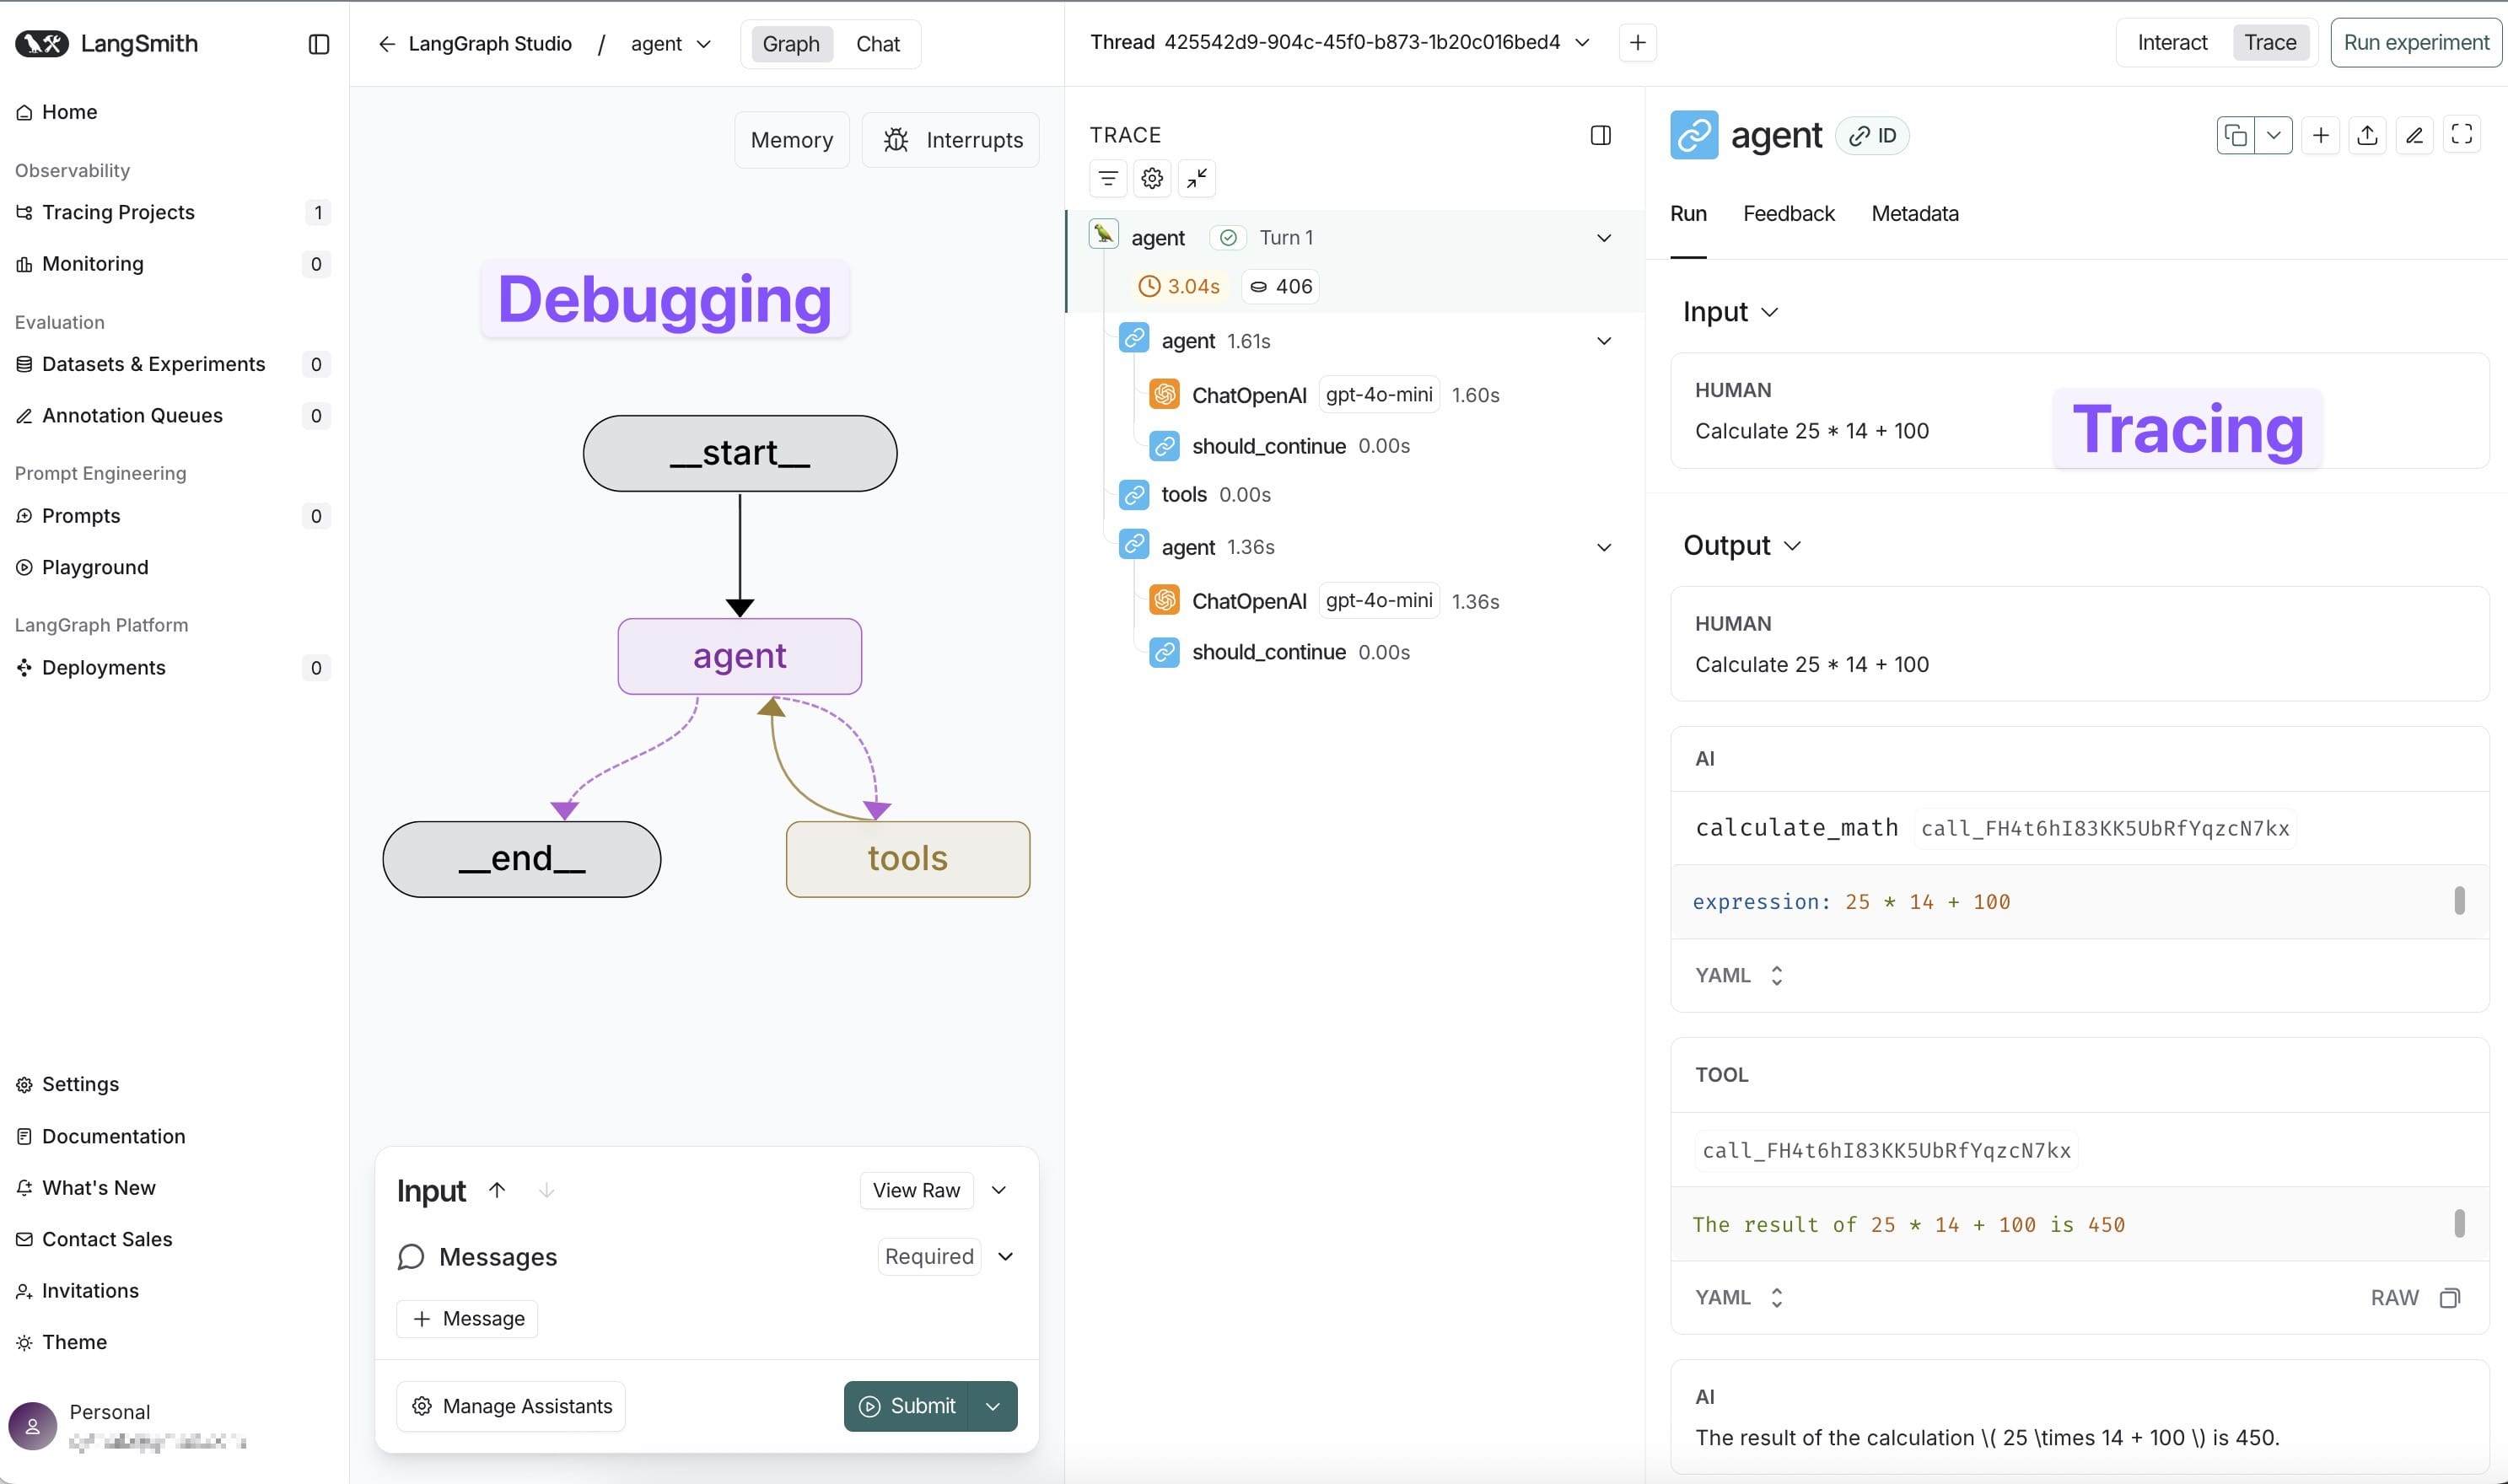 LangSmith
Home
Observability
Tracing Projects 1
Monitoring 0
Evaluation
Datasets & Experiments 0
Annotation Queues 0
Prompt Engineering
Prompts 0
Playground
LangGraph Platform
Deployments 0
Settings
Documentation
What's New
Contact Sales
Invitations
Theme
Personal
LangGraph Studio / agent
Graph Chat
Memory Interrupts
Debugging
__start__
agent
__end__ tools
Input View Raw
Messages Required
+ Message
Manage Assistants Submit
Thread 425542d9-904c-45f0-b873-1b20c016bed4
Interact Trace Run experiment
TRACE
agent Turn 1
3.04s 406
agent 1.61s
ChatOpenAI gpt-4o-mini 1.60s
should_continue 0.00s
tools 0.00s
agent 1.36s
ChatOpenAI gpt-4o-mini 1.36s
should_continue 0.00s
agent ID
Run Feedback Metadata
Input
HUMAN
Calculate 25 * 14 + 100
Tracing
Output
HUMAN
Calculate 25 * 14 + 100
AI
calculate_math call_FH4t6hI83KK5UbRfYqzcN7kx
expression: 25 * 14 + 100
YAML
TOOL
call_FH4t6hI83KK5UbRfYqzcN7kx
The result of 25 * 14 + 100 is 450
YAML RAW
AI
The result of the calculation \( 25 \times 14 + 100 \) is 450.